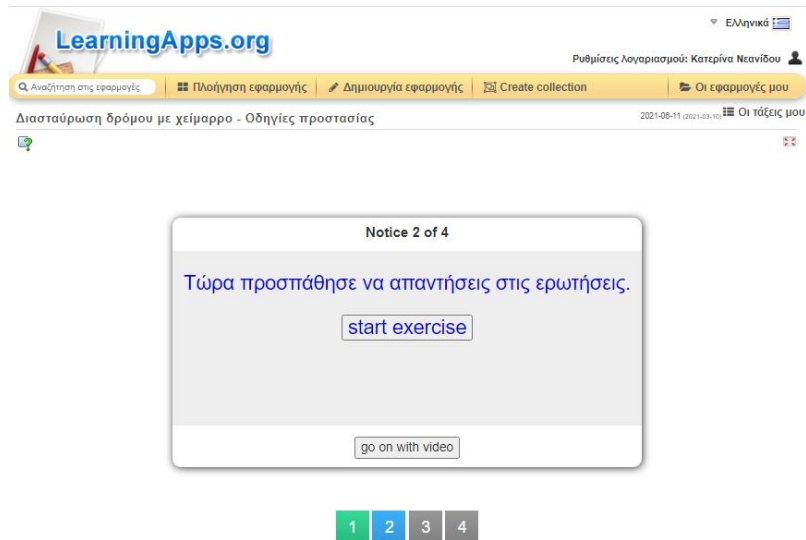 Ελληνικά
LearningApps.org
Ρυθμίσεις λογαριασμού: Κατερίνα Νεανίδου
Αναζήτηση στις εφαρμογές Πλοήγηση εφαρμογής Δημιουργία εφαρμογής Create collection Οι εφαρμογές μου
Διασταύρωση δρόμου με χείμαρρο - Οδηγίες προστασίας 2021-06-11 (2021-03-10) Οι τάξεις μου
Notice 2 of 4
Τώρα προσπάθησε να απαντήσεις στις ερωτήσεις.
start exercise
go on with video
1 2 3 4